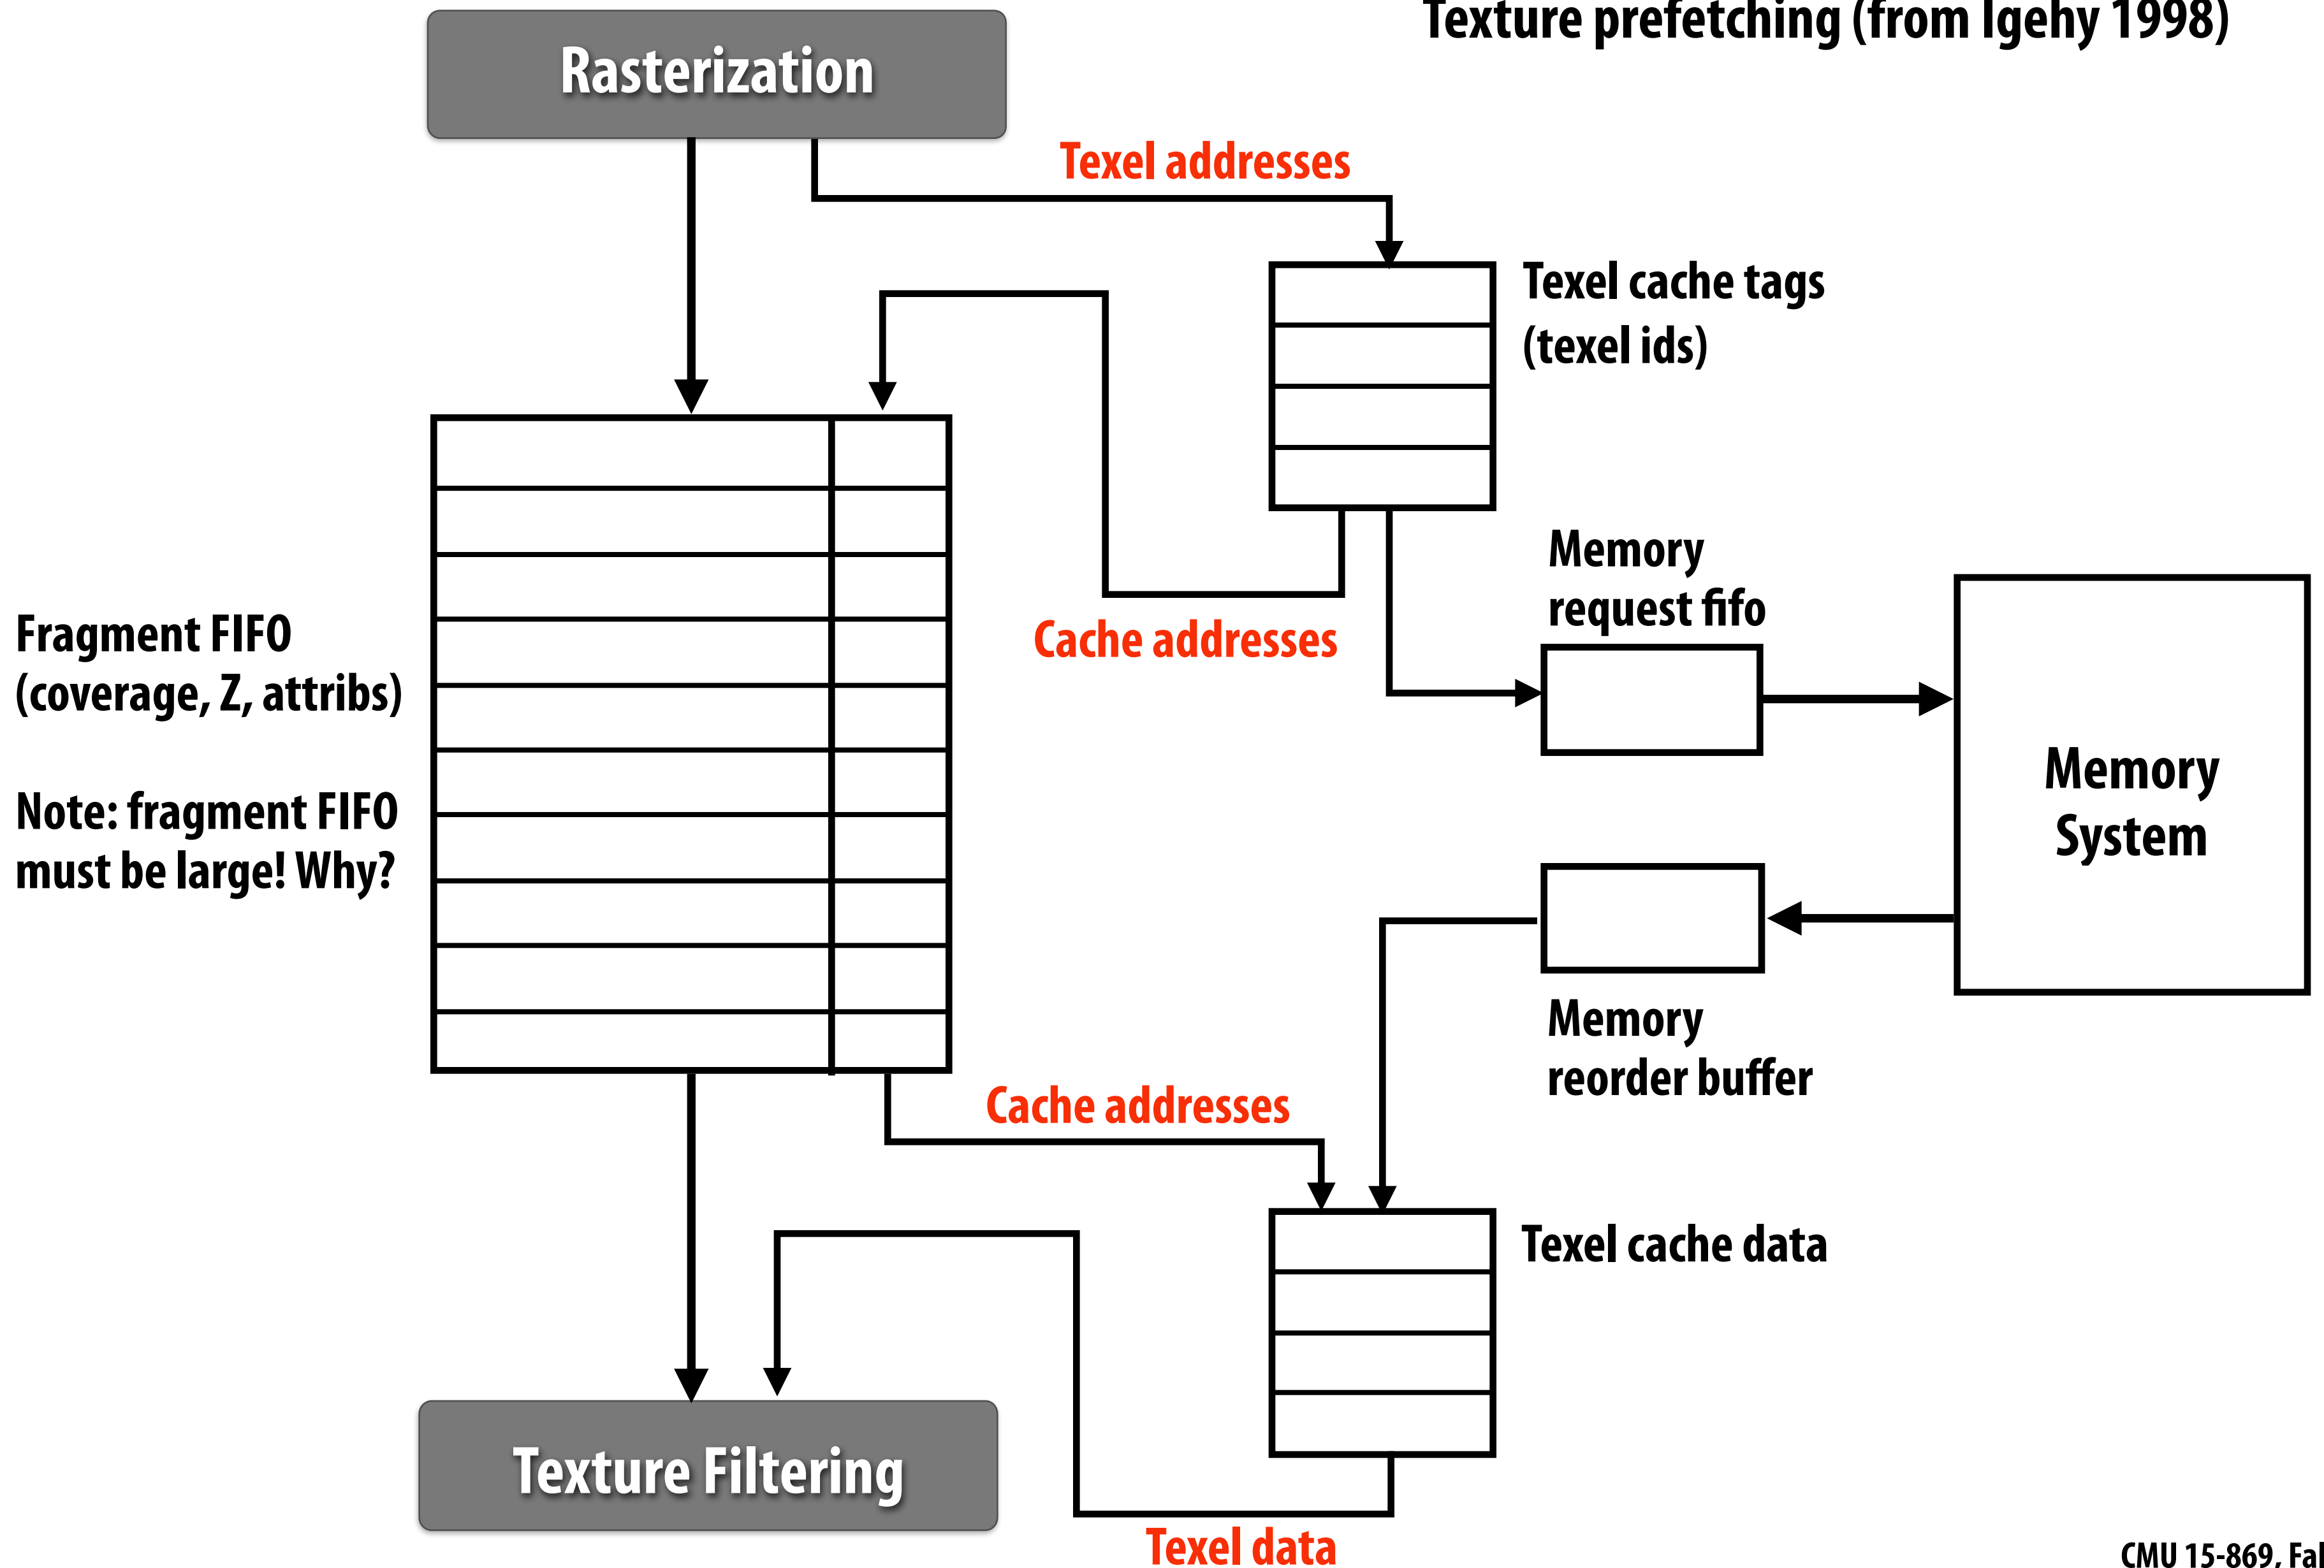 Texture prefetching (from Igehy 1998)
Rasterization
Texel addresses
Texel cache tags
(texel ids)
Memory
request fifo
Cache addresses
Fragment FIFO
(coverage, Z, attribs)
Note: fragment FIFO
must be large! Why?
Memory
System
Memory
reorder buffer
Cache addresses
Texel cache data
Texture Filtering
Texel data
CMU 15-869,